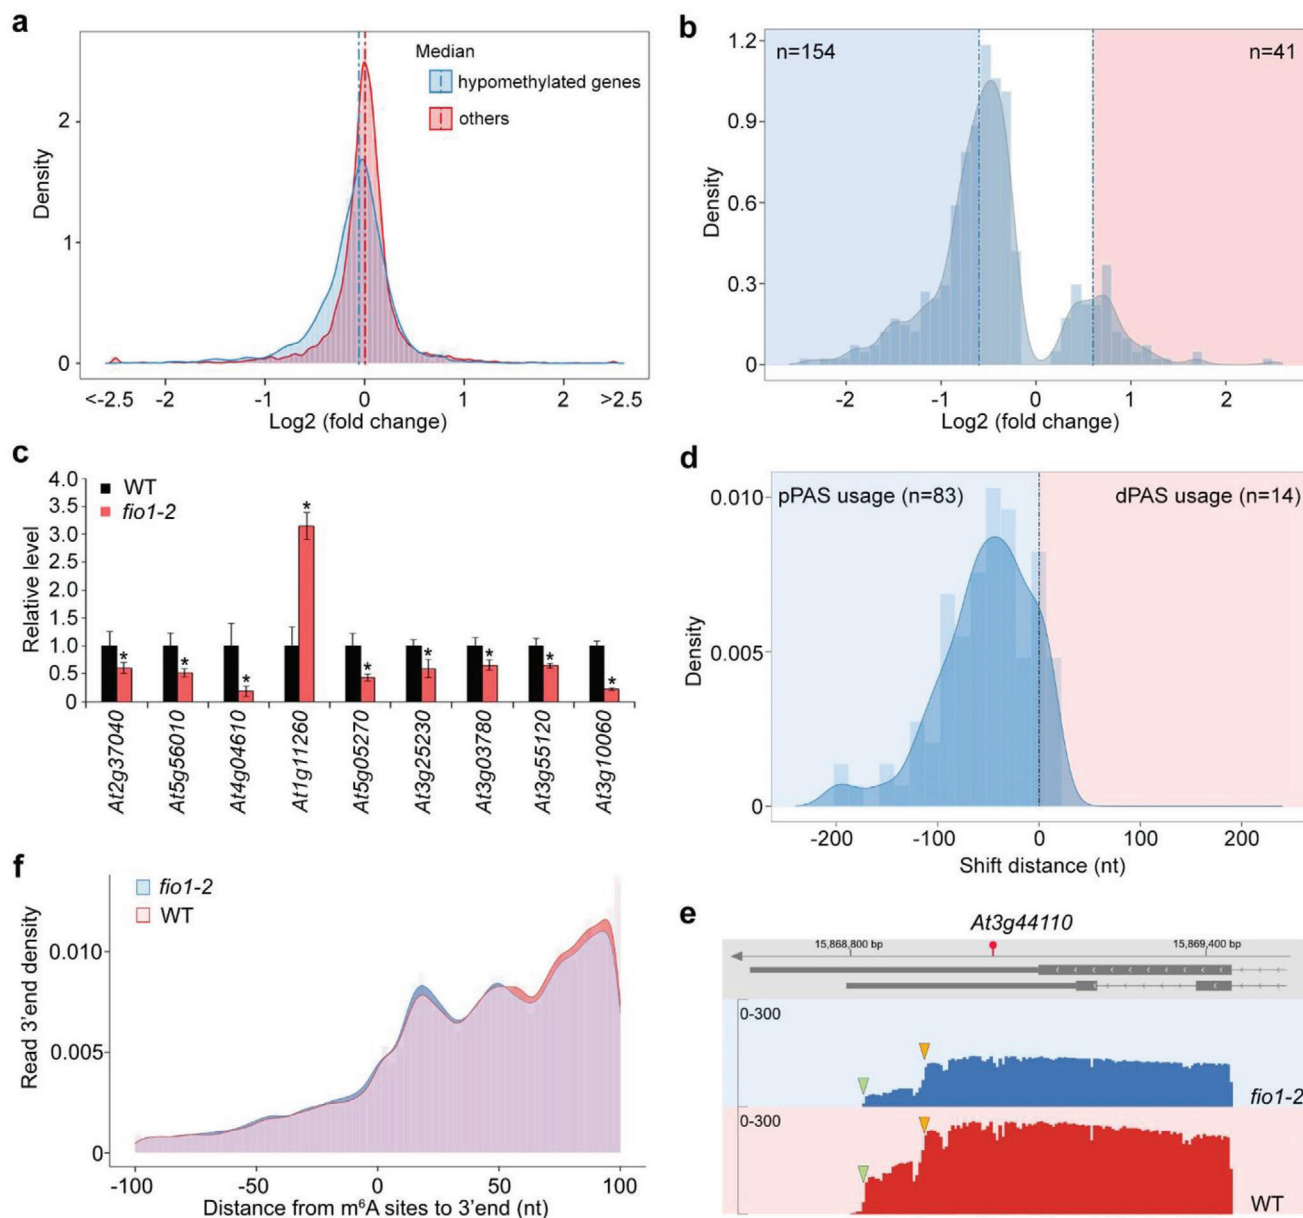 a
Median
hypomethylated genes
others
2
1
0
Density
<-2.5
-2
-1
0
1
2
>2.5
Log2 (fold change)
b
n=154
n=41
1.2
0.9
0.6
0.3
0
Density
-2
-1
0
1
2
Log2 (fold change)
c
WT
fio1-2
4.0
3.5
3.0
2.5
2.0
1.5
1.0
0.5
0
Relative level
* * * * * * * * *
At2g37040
At5g56010
At4g04610
At1g11260
At5g05270
At3g25230
At3g03780
At3g55120
At3g10060
d
pPAS usage (n=83)
dPAS usage (n=14)
0.010
0.005
0
Density
-200
-100
0
100
200
Shift distance (nt)
f
fio1-2
WT
0.010
0.005
0
Read 3'end density
-100
-50
0
50
100
Distance from m⁶A sites to 3'end (nt)
e
At3g44110
15,868,800 bp
15,869,400 bp
0-300
fio1-2
0-300
WT